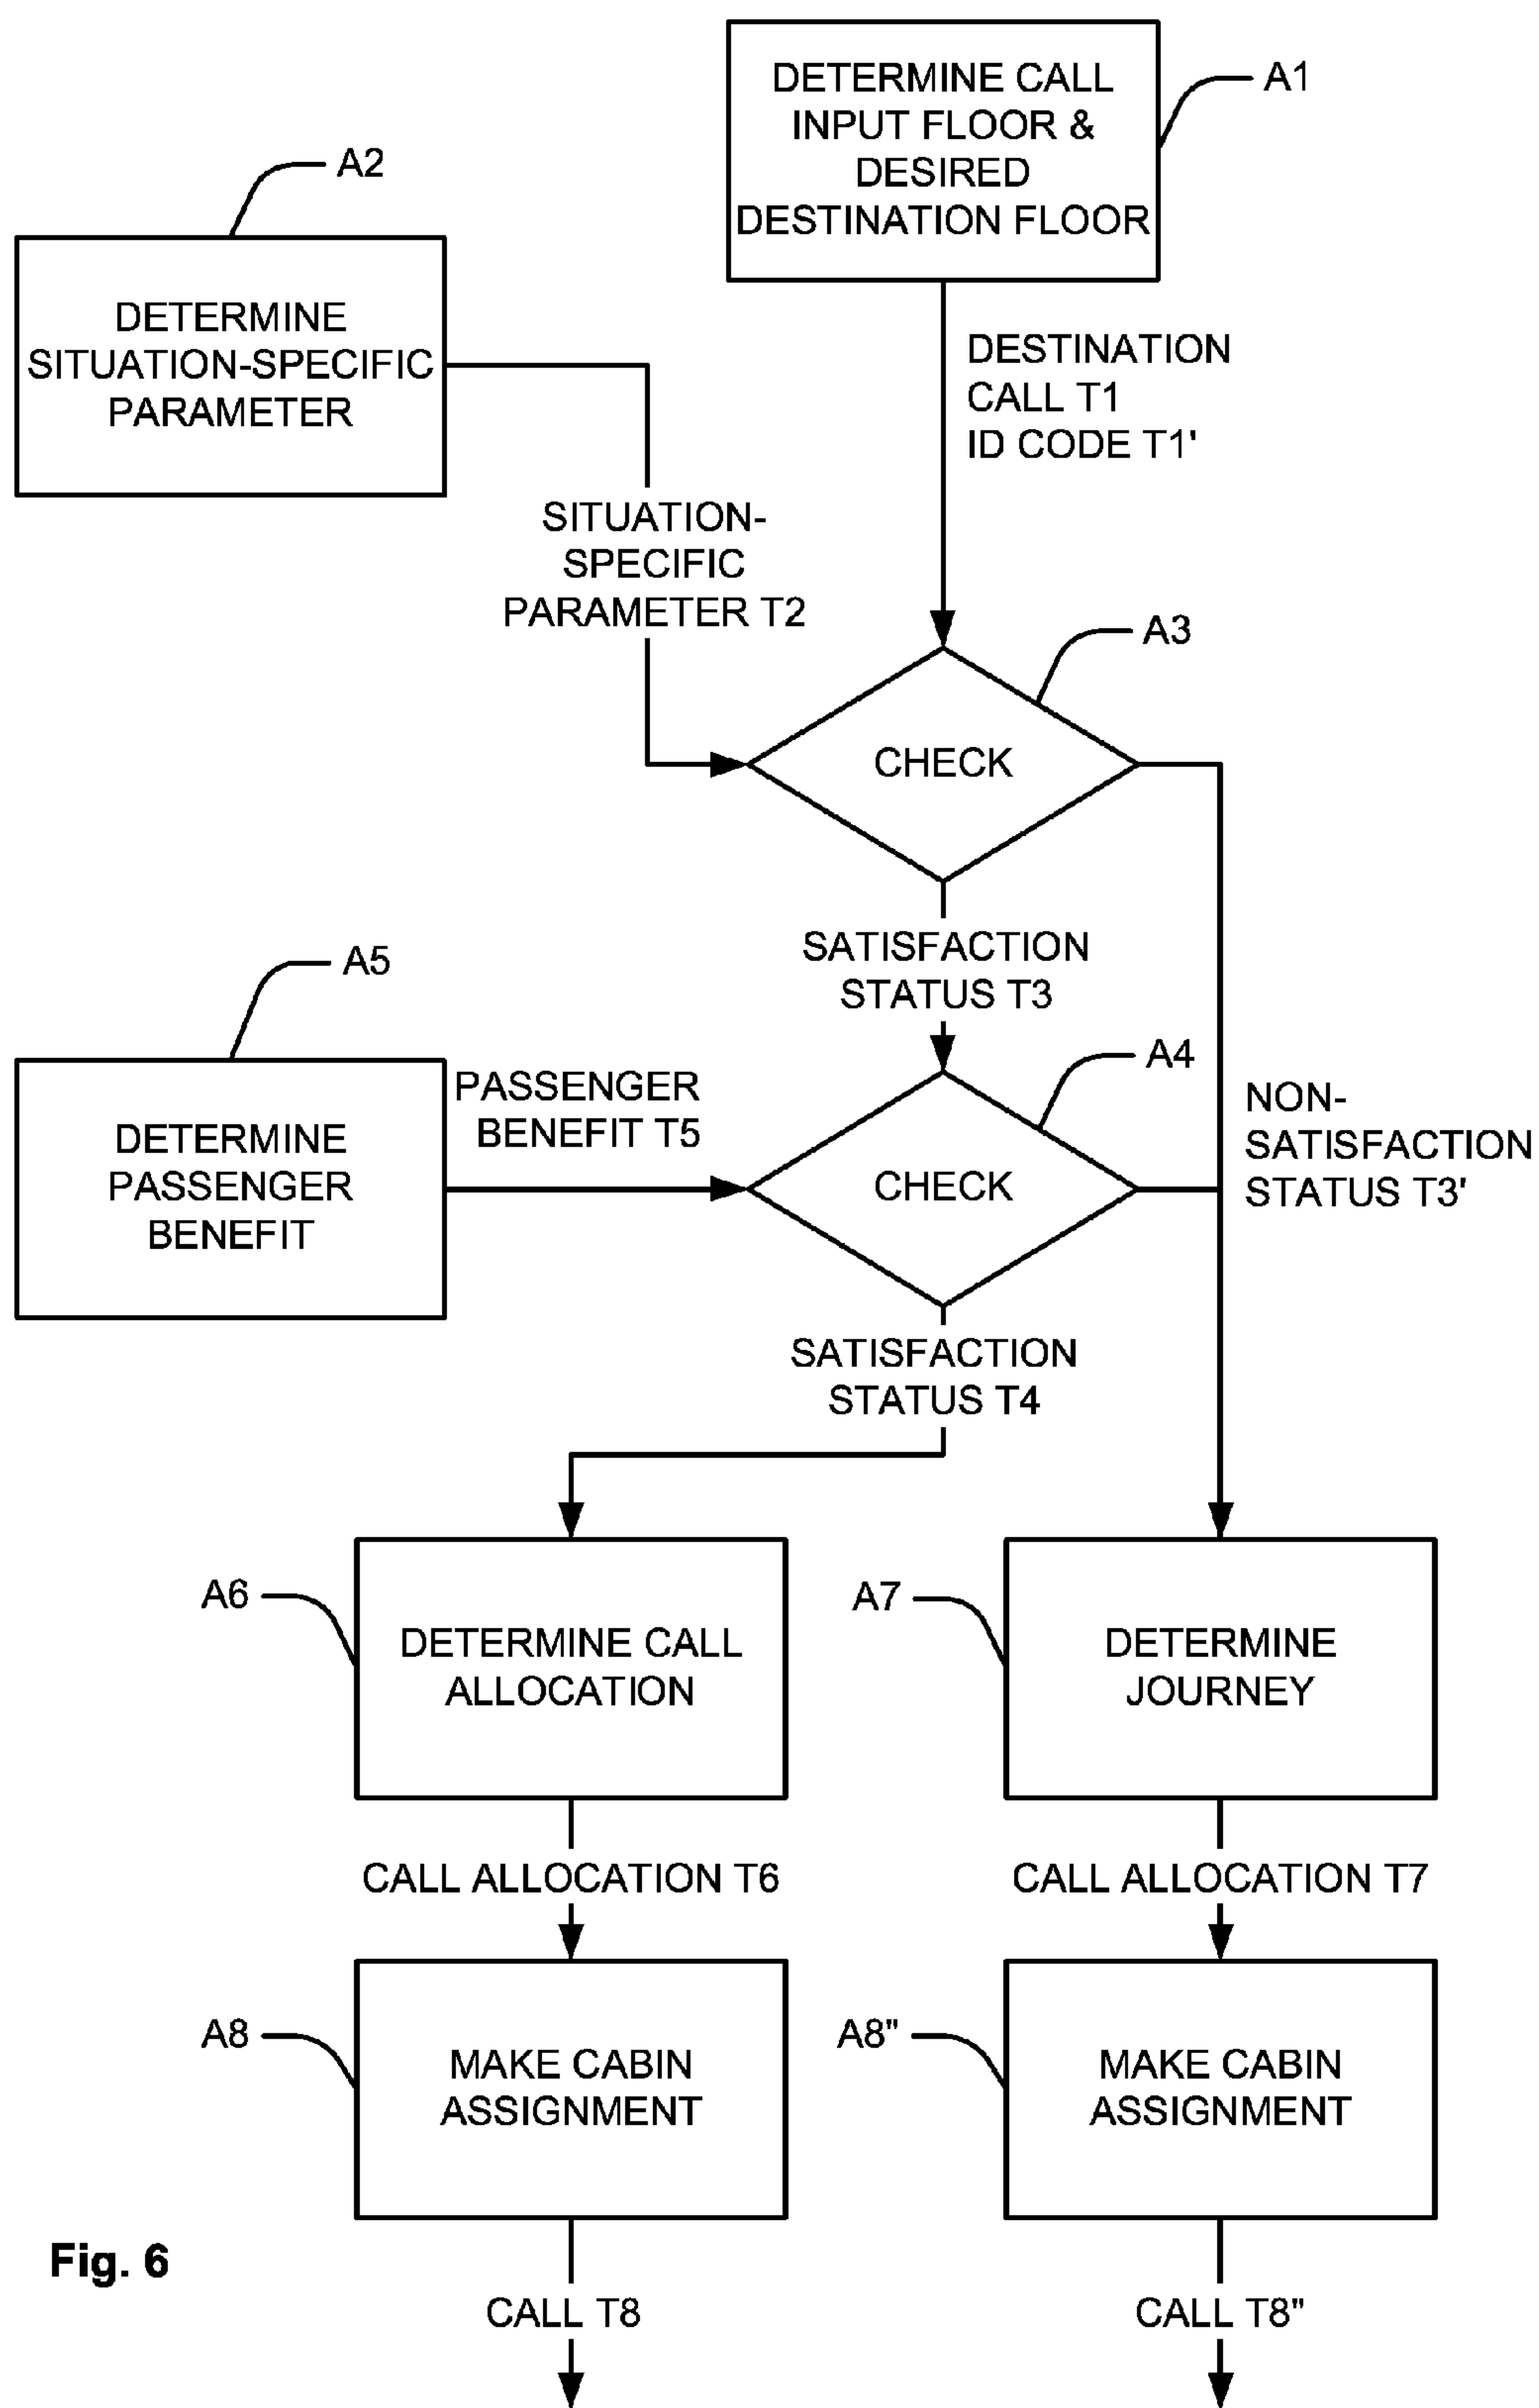 DETERMINE CALL
INPUT FLOOR &
DESIRED
DESTINATION FLOOR
A1
A2
DETERMINE
SITUATION-SPECIFIC
PARAMETER
DESTINATION
CALL T1
ID CODE T1'
SITUATION-
SPECIFIC
PARAMETER T2
A3
CHECK
SATISFACTION
STATUS T3
A5
A4
DETERMINE
PASSENGER
BENEFIT
PASSENGER
BENEFIT T5
CHECK
NON-
SATISFACTION
STATUS T3'
SATISFACTION
STATUS T4
A6
DETERMINE CALL
ALLOCATION
A7
DETERMINE
JOURNEY
CALL ALLOCATION T6
CALL ALLOCATION T7
A8
MAKE CABIN
ASSIGNMENT
A8"
MAKE CABIN
ASSIGNMENT
Fig. 6
CALL T8
CALL T8"